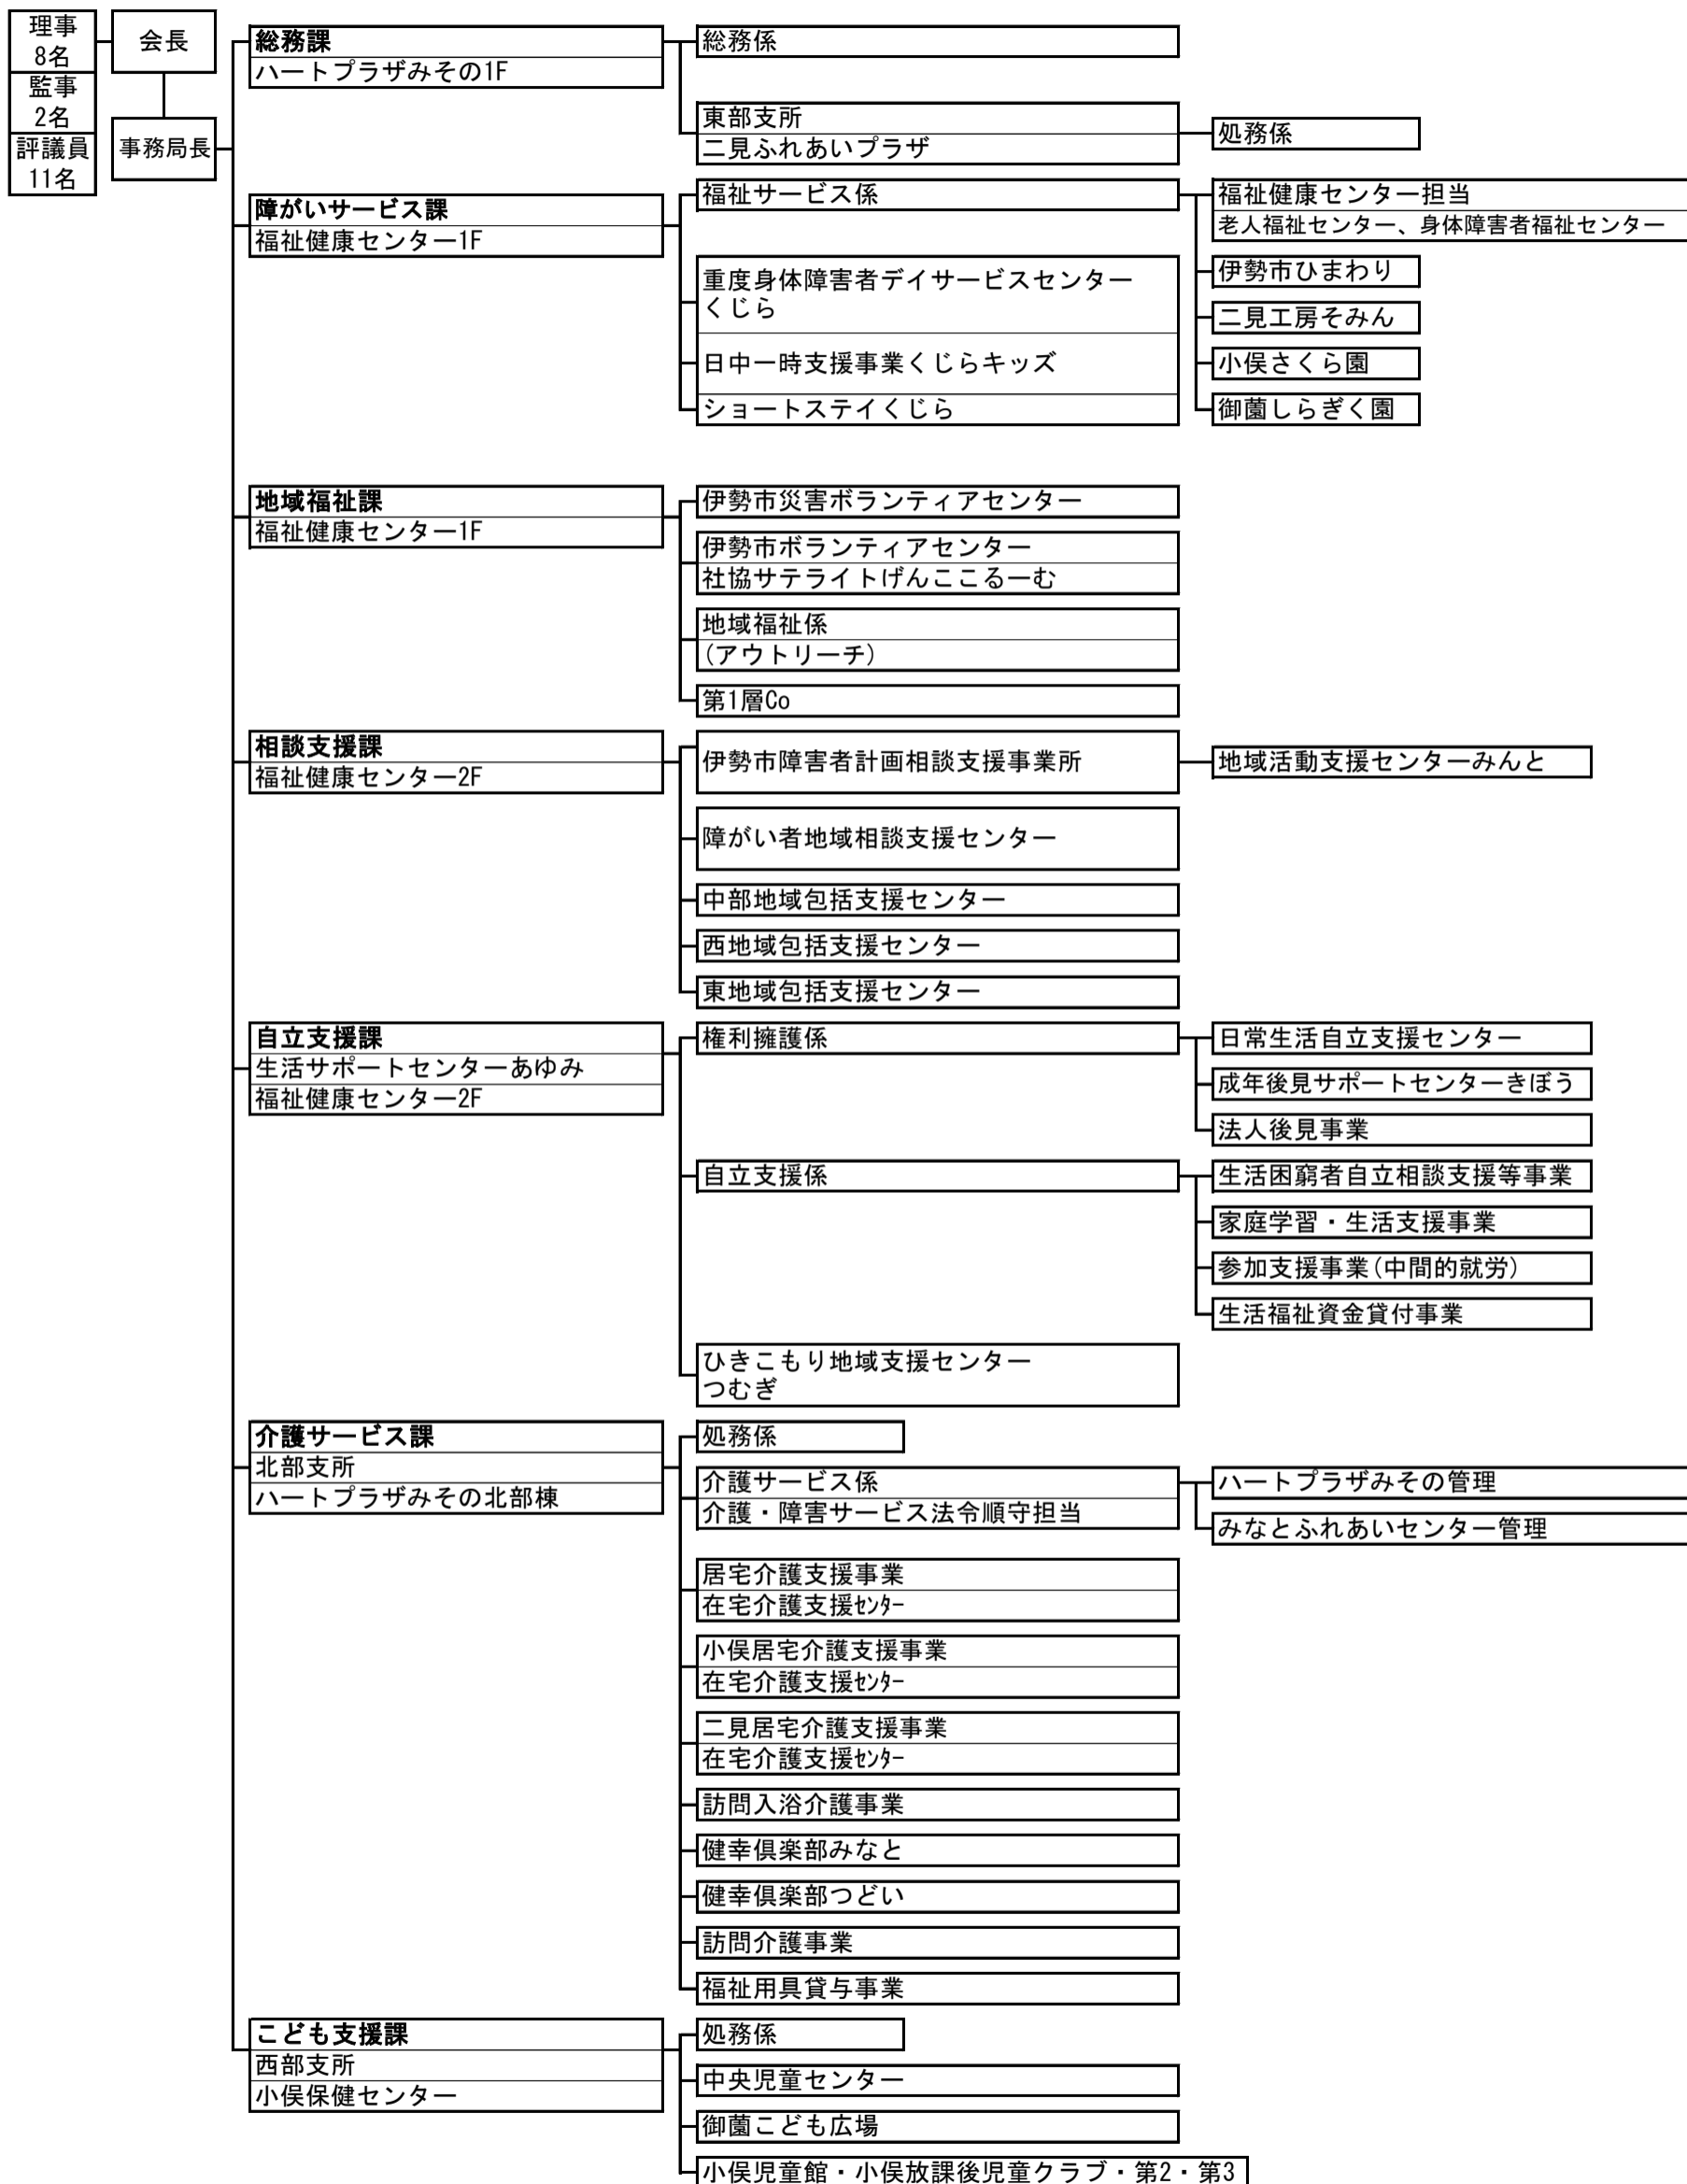 理事
8名
監事
2名
評議員
11名
会長
事務局長
総務課
ハートプラザみその1F
総務係
東部支所
二見ふれあいプラザ
処務係
障がいサービス課
福祉健康センター1F
福祉サービス係
福祉健康センター担当
老人福祉センター、身体障害者福祉センター
伊勢市ひまわり
二見工房そみん
小俣さくら園
御薗しらぎく園
重度身体障害者デイサービスセンター
くじら
日中一時支援事業くじらキッズ
ショートステイくじら
地域福祉課
福祉健康センター1F
伊勢市災害ボランティアセンター
伊勢市ボランティアセンター
社協サテライトげんここるーむ
地域福祉係
(アウトリーチ)
第1層Co
相談支援課
福祉健康センター2F
伊勢市障害者計画相談支援事業所
地域活動支援センターみんと
障がい者地域相談支援センター
中部地域包括支援センター
西地域包括支援センター
東地域包括支援センター
自立支援課
生活サポートセンターあゆみ
福祉健康センター2F
権利擁護係
日常生活自立支援センター
成年後見サポートセンターきぼう
法人後見事業
自立支援係
生活困窮者自立相談支援等事業
家庭学習・生活支援事業
参加支援事業(中間的就労)
生活福祉資金貸付事業
ひきこもり地域支援センター
つむぎ
介護サービス課
北部支所
ハートプラザみその北部棟
処務係
介護サービス係
介護・障害サービス法令順守担当
ハートプラザみその管理
みなとふれあいセンター管理
居宅介護支援事業
在宅介護支援ｾﾝﾀｰ
小俣居宅介護支援事業
在宅介護支援ｾﾝﾀｰ
二見居宅介護支援事業
在宅介護支援ｾﾝﾀｰ
訪問入浴介護事業
健幸倶楽部みなと
健幸倶楽部つどい
訪問介護事業
福祉用具貸与事業
こども支援課
西部支所
小俣保健センター
処務係
中央児童センター
御薗こども広場
小俣児童館・小俣放課後児童クラブ・第2・第3